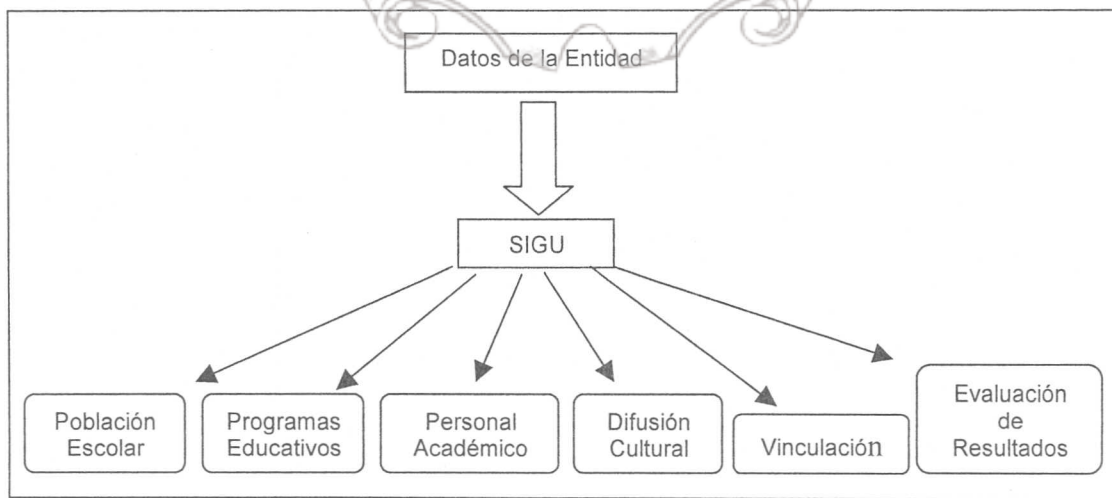 Datos de la Entidad
SIGU
Población
Escolar
Programas
Educativos
Personal
Académico
Difusión
Cultural
Vinculación
Evaluación
de
Resultados